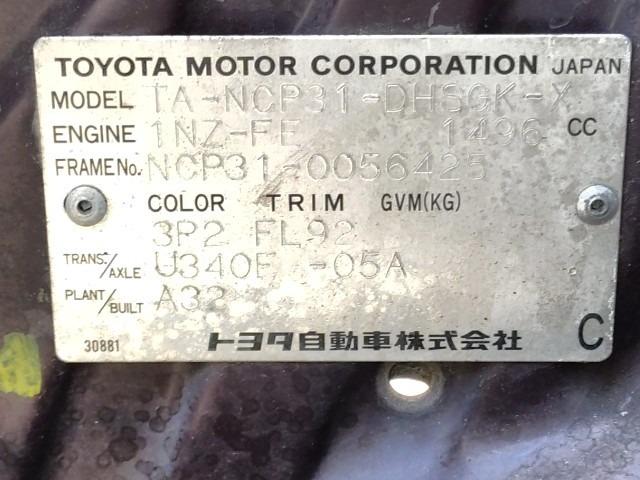 TOYOTA MOTOR CORPORATION JAPAN
MODEL TA-NCP31-DHSGK-X
ENGINE 1NZ-FE 1496 CC
FRAME No. NCP31-0056425
COLOR TRIM GVM(KG)
3P2 FL92
TRANS./AXLE U340E -05A
PLANT/BUILT A32
30881 トヨタ自動車株式会社 C